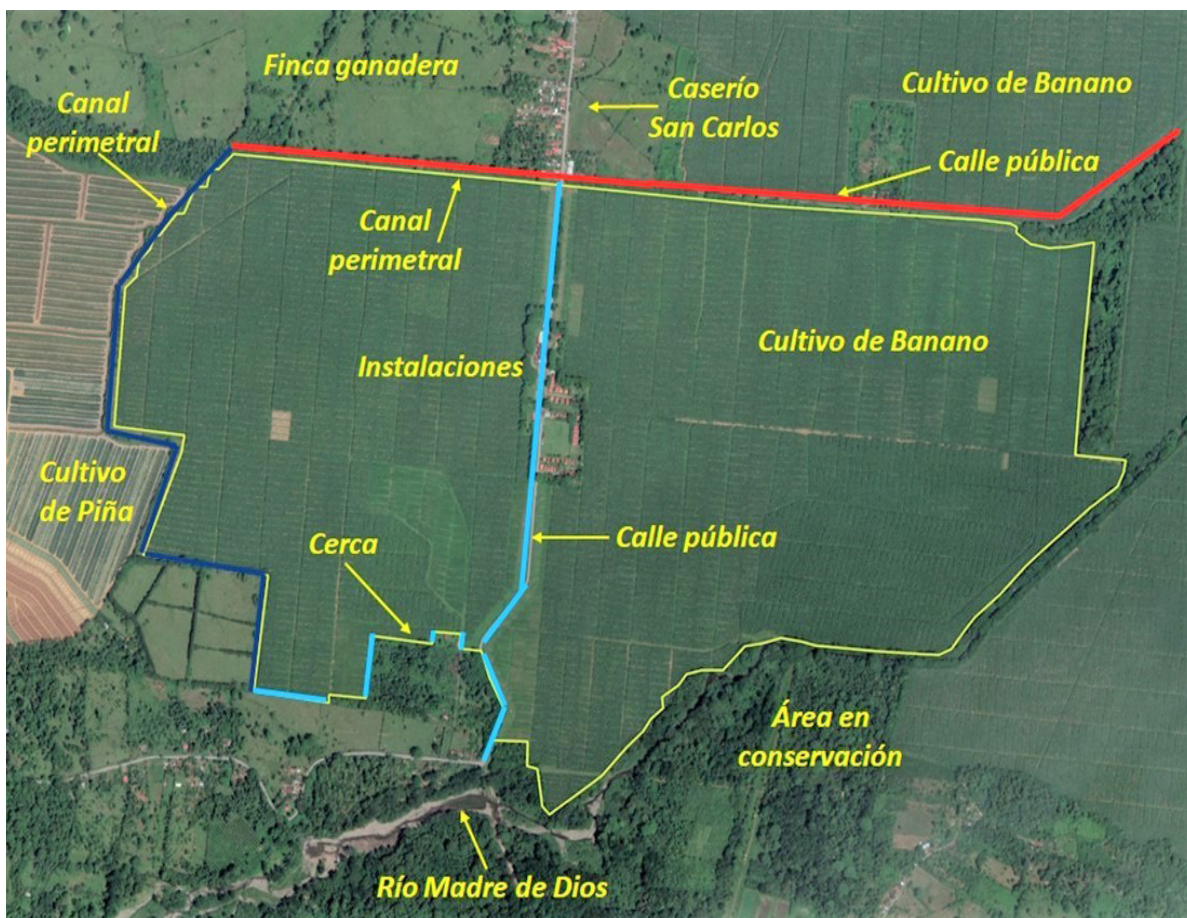 Finca ganadera
Canal
perimetral
Caserío
San Carlos
Cultivo de Banano
Calle pública
Canal
perimetral
Instalaciones
Cultivo de Banano
Cultivo
de Piña
Cerca
Calle pública
Área en
conservación
Río Madre de Dios